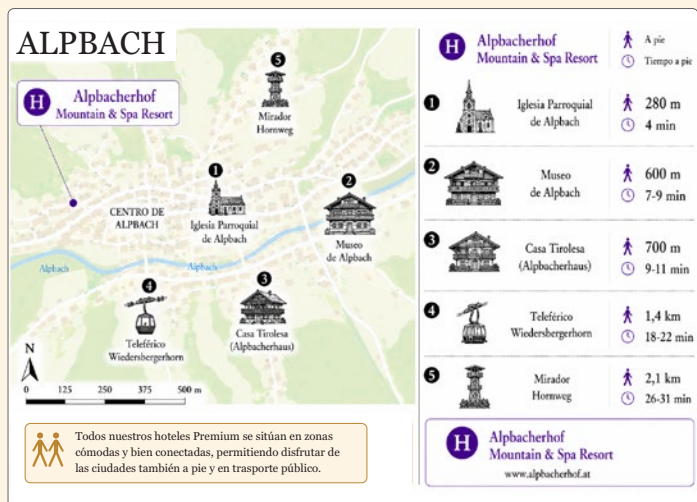 ALPBACH
H
Alpbacherhof
Mountain & Spa Resort
5
Mirador
Hornweg
1
Iglesia Parroquial
de Alpbach
2
Museo
de Alpbach
CENTRO DE
ALPBACH
Alpbach
Alpbach
4
Teleférico
Wiedersbergerhorn
3
Casa Tirolesa
(Alpbacherhaus)
N
0 125 250 375 500 m
Todos nuestros hoteles Premium se sitúan en zonas
cómodas y bien conectadas, permitiendo disfrutar de
las ciudades también a pie y en trasporte público.
H
Alpbacherhof
Mountain & Spa Resort
A pie
Tiempo a pie
1
Iglesia Parroquial
de Alpbach
280 m
4 min
2
Museo
de Alpbach
600 m
7-9 min
3
Casa Tirolesa
(Alpbacherhaus)
700 m
9-11 min
4
Teleférico
Wiedersbergerhorn
1,4 km
18-22 min
5
Mirador
Hornweg
2,1 km
26-31 min
H
Alpbacherhof
Mountain & Spa Resort
www.alpbacherhof.at